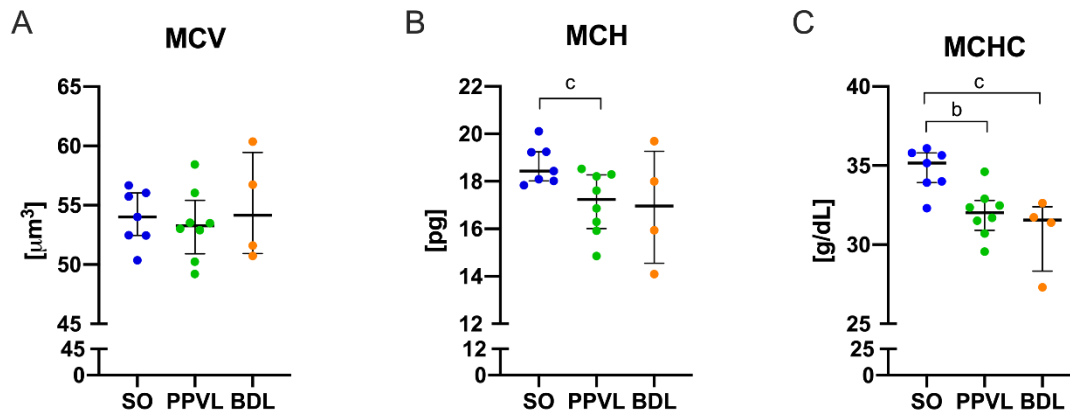 A
MCV
[μm³]
65
60
55
50
45
45
0
SO PPVL BDL
B
MCH
[pg]
22
20
18
16
14
12
12
0
c
SO PPVL BDL
C
MCHC
[g/dL]
40
35
30
25
25
0
c
b
SO PPVL BDL